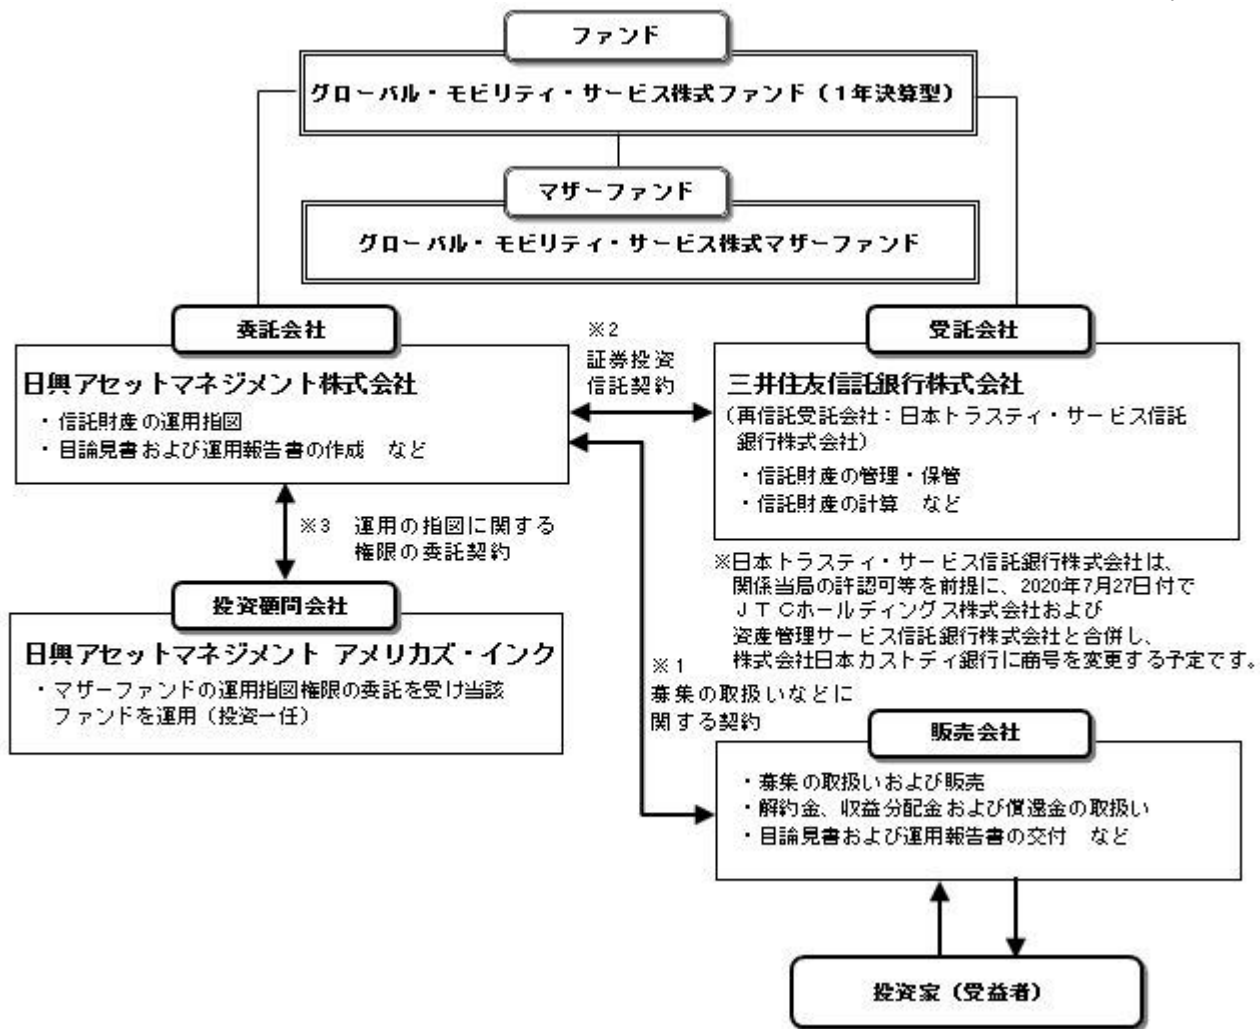 ファンド
グローバル・モビリティ・サービス株式ファンド（１年決算型）
マザーファンド
グローバル・モビリティ・サービス株式マザーファンド
委託会社
日興アセットマネジメント株式会社
・信託財産の運用指図
・目論見書および運用報告書の作成　など
※２
証券投資
信託契約
受託会社
三井住友信託銀行株式会社
（再信託受託会社：日本トラスティ・サービス信託
銀行株式会社）
・信託財産の管理・保管
・信託財産の計算　など
※日本トラスティ・サービス信託銀行株式会社は、
関係当局の許認可等を前提に、2020年7月27日付で
ＪＴＣホールディングス株式会社および
資産管理サービス信託銀行株式会社と合併し、
株式会社日本カストディ銀行に商号を変更する予定です。
※３　運用の指図に関する
権限の委託契約
投資顧問会社
日興アセットマネジメント アメリカズ・インク
・マザーファンドの運用指図権限の委託を受け当該
ファンドを運用（投資一任）
※１
募集の取扱いなどに
関する契約
販売会社
・募集の取扱いおよび販売
・解約金、収益分配金および償還金の取扱い
・目論見書および運用報告書の交付　など
投資家（受益者）